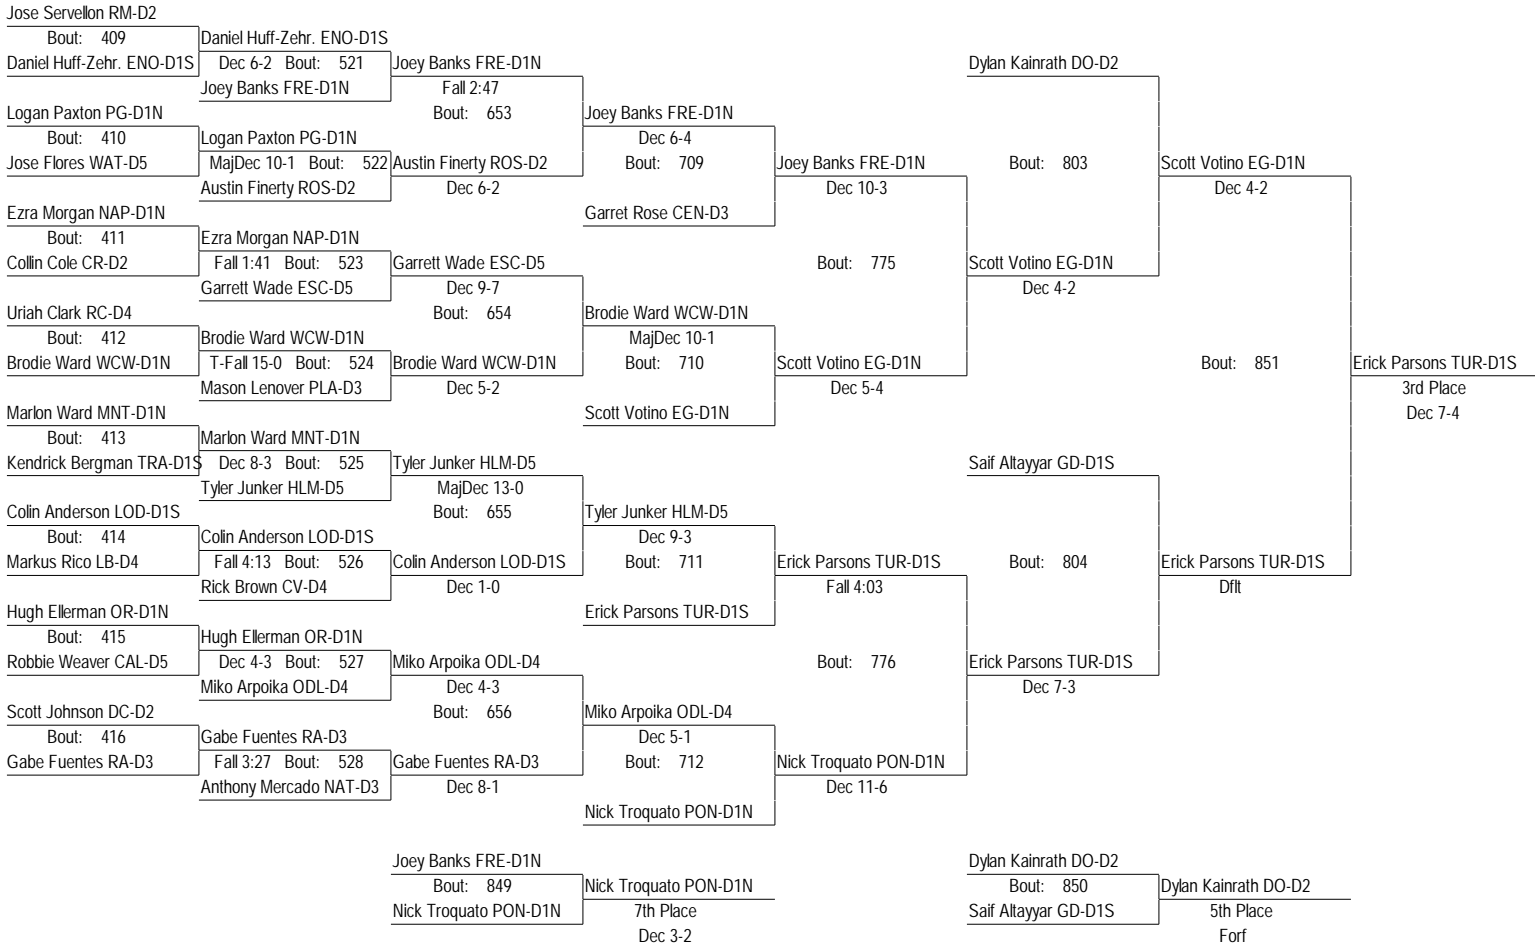 Jose Servellon RM-D2
Bout: 409 Daniel Huff-Zehr. ENO-D1S
Daniel Huff-Zehr. ENO-D1S Dec 6-2 Bout: 521 Joey Banks FRE-D1N Dylan Kainrath DO-D2
Joey Banks FRE-D1N Fall 2:47
Logan Paxton PG-D1N Bout: 653 Joey Banks FRE-D1N
Bout: 410 Logan Paxton PG-D1N Dec 6-4
Jose Flores WAT-D5 MajDec 10-1 Bout: 522 Austin Finerty ROS-D2 Bout: 709 Joey Banks FRE-D1N Bout: 803 Scott Votino EG-D1N
Austin Finerty ROS-D2 Dec 6-2 Dec 10-3 Dec 4-2
Ezra Morgan NAP-D1N Garret Rose CEN-D3
Bout: 411 Ezra Morgan NAP-D1N
Collin Cole CR-D2 Fall 1:41 Bout: 523 Garrett Wade ESC-D5 Bout: 775 Scott Votino EG-D1N
Garrett Wade ESC-D5 Dec 9-7 Dec 4-2
Uriah Clark RC-D4 Bout: 654 Brodie Ward WCW-D1N
Bout: 412 Brodie Ward WCW-D1N MajDec 10-1
Brodie Ward WCW-D1N T-Fall 15-0 Bout: 524 Brodie Ward WCW-D1N Bout: 710 Scott Votino EG-D1N Bout: 851 Erick Parsons TUR-D1S
Mason Lenover PLA-D3 Dec 5-2 Dec 5-4 3rd Place
Marlon Ward MNT-D1N Scott Votino EG-D1N Dec 7-4
Bout: 413 Marlon Ward MNT-D1N
Kendrick Bergman TRA-D1S Dec 8-3 Bout: 525 Tyler Junker HLM-D5 Saif Altayyar GD-D1S
Tyler Junker HLM-D5 MajDec 13-0
Colin Anderson LOD-D1S Bout: 655 Tyler Junker HLM-D5
Bout: 414 Colin Anderson LOD-D1S Dec 9-3
Markus Rico LB-D4 Fall 4:13 Bout: 526 Colin Anderson LOD-D1S Bout: 711 Erick Parsons TUR-D1S Bout: 804 Erick Parsons TUR-D1S
Rick Brown CV-D4 Dec 1-0 Fall 4:03 Dflt
Hugh Ellerman OR-D1N Erick Parsons TUR-D1S
Bout: 415 Hugh Ellerman OR-D1N
Robbie Weaver CAL-D5 Dec 4-3 Bout: 527 Miko Arpoika ODL-D4 Bout: 776 Erick Parsons TUR-D1S
Miko Arpoika ODL-D4 Dec 4-3 Dec 7-3
Scott Johnson DC-D2 Bout: 656 Miko Arpoika ODL-D4
Bout: 416 Gabe Fuentes RA-D3 Dec 5-1
Gabe Fuentes RA-D3 Fall 3:27 Bout: 528 Gabe Fuentes RA-D3 Bout: 712 Nick Troquato PON-D1N
Anthony Mercado NAT-D3 Dec 8-1 Dec 11-6
Nick Troquato PON-D1N
Joey Banks FRE-D1N Dylan Kainrath DO-D2
Bout: 849 Nick Troquato PON-D1N Bout: 850 Dylan Kainrath DO-D2
Nick Troquato PON-D1N 7th Place Saif Altayyar GD-D1S 5th Place
Dec 3-2 Forf